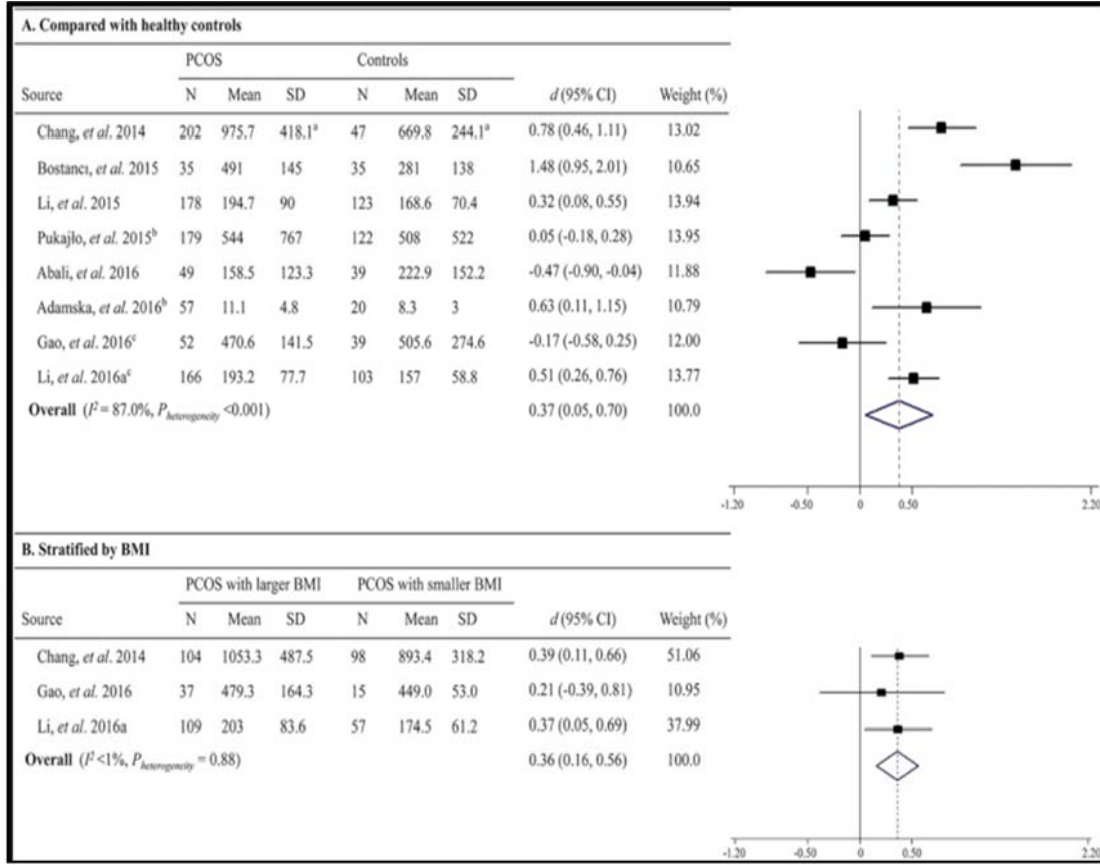 A. Compared with healthy controls
PCOS Controls
Source N Mean SD N Mean SD d (95% CI) Weight (%)
Chang, et al. 2014 202 975.7 418.1ᵃ 47 669.8 244.1ᵃ 0.78 (0.46, 1.11) 13.02
Bostancı, et al. 2015 35 491 145 35 281 138 1.48 (0.95, 2.01) 10.65
Li, et al. 2015 178 194.7 90 123 168.6 70.4 0.32 (0.08, 0.55) 13.94
Pukajło, et al. 2015ᵇ 179 544 767 122 508 522 0.05 (-0.18, 0.28) 13.95
Abali, et al. 2016 49 158.5 123.3 39 222.9 152.2 -0.47 (-0.90, -0.04) 11.88
Adamska, et al. 2016ᵇ 57 11.1 4.8 20 8.3 3 0.63 (0.11, 1.15) 10.79
Gao, et al. 2016ᶜ 52 470.6 141.5 39 505.6 274.6 -0.17 (-0.58, 0.25) 12.00
Li, et al. 2016aᶜ 166 193.2 77.7 103 157 58.8 0.51 (0.26, 0.76) 13.77
Overall (I² = 87.0%, Pheterogeneity <0.001) 0.37 (0.05, 0.70) 100.0
-1.20 -0.50 0 0.50 2.20
B. Stratified by BMI
PCOS with larger BMI PCOS with smaller BMI
Source N Mean SD N Mean SD d (95% CI) Weight (%)
Chang, et al. 2014 104 1053.3 487.5 98 893.4 318.2 0.39 (0.11, 0.66) 51.06
Gao, et al. 2016 37 479.3 164.3 15 449.0 53.0 0.21 (-0.39, 0.81) 10.95
Li, et al. 2016a 109 203 83.6 57 174.5 61.2 0.37 (0.05, 0.69) 37.99
Overall (I² <1%, Pheterogeneity = 0.88) 0.36 (0.16, 0.56) 100.0
-1.20 -0.50 0 0.50 2.20